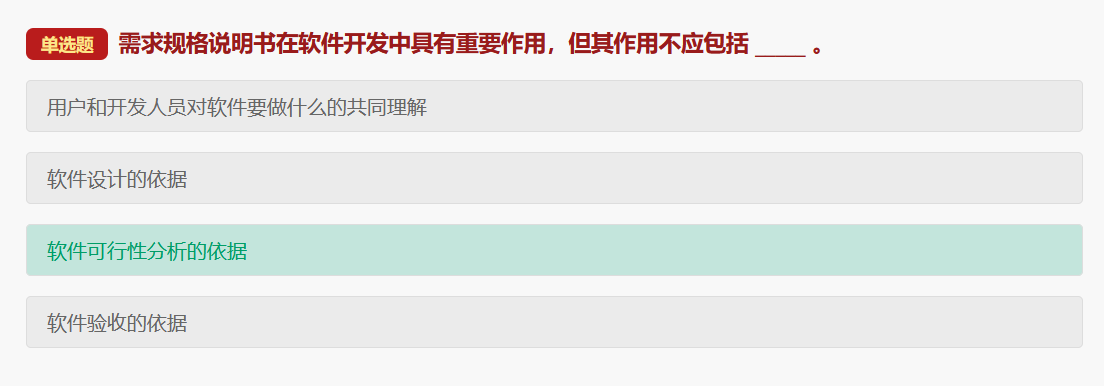 单选题 需求规格说明书在软件开发中具有重要作用，但其作用不应包括 _____ 。
用户和开发人员对软件要做什么的共同理解
软件设计的依据
软件可行性分析的依据
软件验收的依据